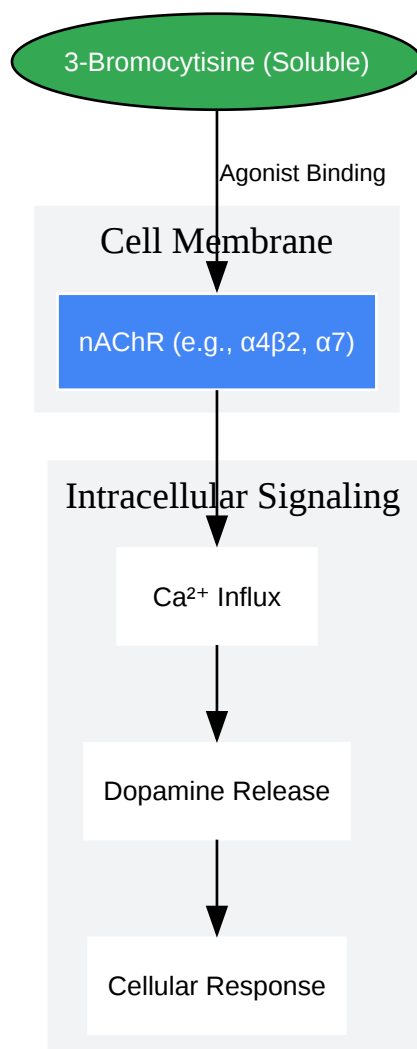 3-Bromocytisine (Soluble)
Agonist Binding
Cell Membrane
nAChR (e.g., α4β2, α7)
Intracellular Signaling
Ca²⁺ Influx
Dopamine Release
Cellular Response